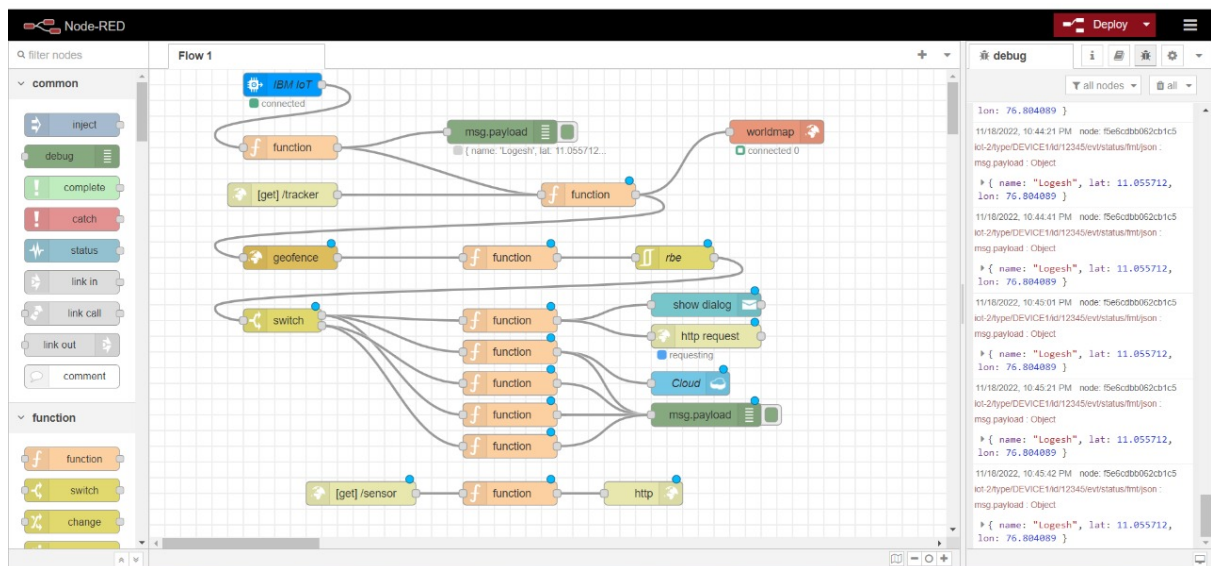 Node-RED
Deploy
filter nodes
Flow 1
debug
i
all nodes
all
common
inject
debug
complete
catch
status
link in
link call
link out
comment
function
function
switch
change
IBM IoT
connected
function
msg.payload
{ name: 'Logesh', lat: 11.055712...
worldmap
connected 0
[get] /tracker
function
geofence
function
rbe
switch
function
show dialog
function
http request
requesting
function
Cloud
function
msg.payload
function
[get] /sensor
function
http
lon: 76.804089 }
11/18/2022, 10:44:21 PM node: f5e6cdbb062cb1c5
iot-2/type/DEVICE1/id/12345/evt/status/fmt/json :
msg.payload : Object
{ name: "Logesh", lat: 11.055712,
lon: 76.804089 }
11/18/2022, 10:44:41 PM node: f5e6cdbb062cb1c5
iot-2/type/DEVICE1/id/12345/evt/status/fmt/json :
msg.payload : Object
{ name: "Logesh", lat: 11.055712,
lon: 76.804089 }
11/18/2022, 10:45:01 PM node: f5e6cdbb062cb1c5
iot-2/type/DEVICE1/id/12345/evt/status/fmt/json :
msg.payload : Object
{ name: "Logesh", lat: 11.055712,
lon: 76.804089 }
11/18/2022, 10:45:21 PM node: f5e6cdbb062cb1c5
iot-2/type/DEVICE1/id/12345/evt/status/fmt/json :
msg.payload : Object
{ name: "Logesh", lat: 11.055712,
lon: 76.804089 }
11/18/2022, 10:45:42 PM node: f5e6cdbb062cb1c5
iot-2/type/DEVICE1/id/12345/evt/status/fmt/json :
msg.payload : Object
{ name: "Logesh", lat: 11.055712,
lon: 76.804089 }